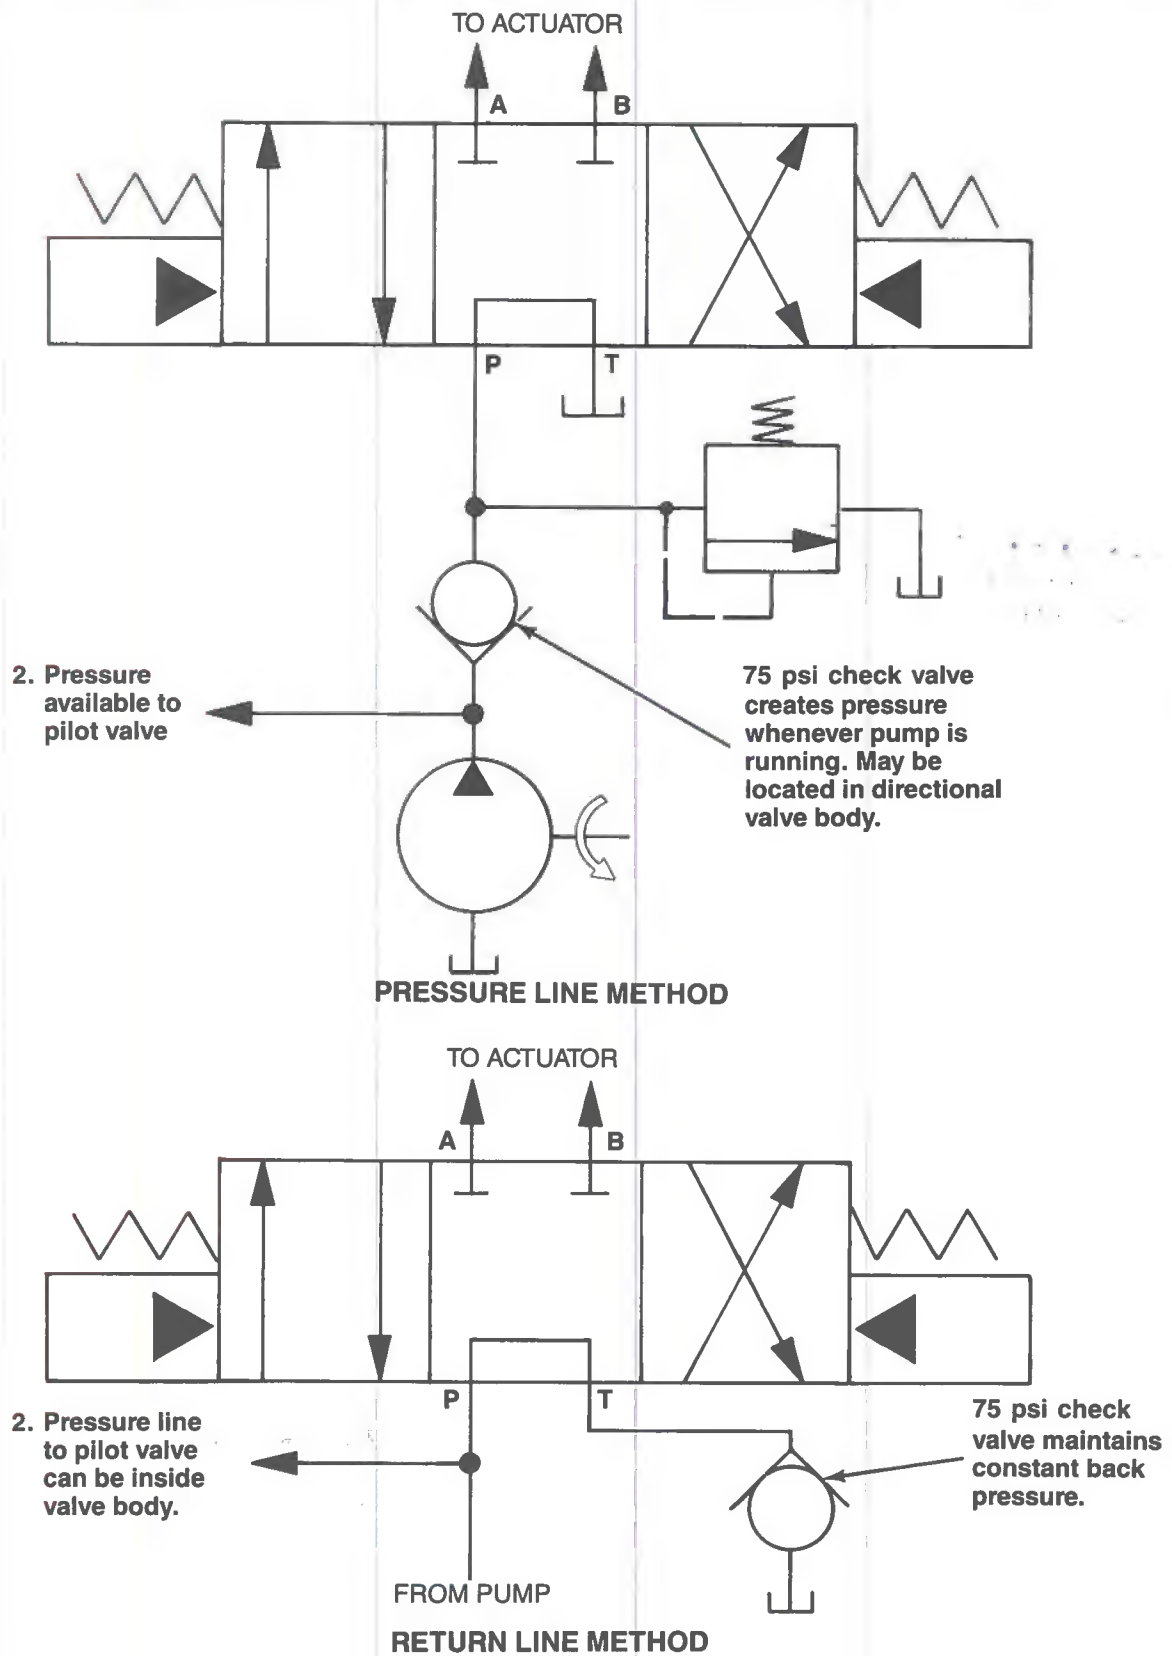 TO ACTUATOR
A
B
P
T
2. Pressure
available to
pilot valve
75 psi check valve
creates pressure
whenever pump is
running. May be
located in directional
valve body.
PRESSURE LINE METHOD
TO ACTUATOR
A
B
P
T
2. Pressure line
to pilot valve
can be inside
valve body.
75 psi check
valve maintains
constant back
pressure.
FROM PUMP
RETURN LINE METHOD